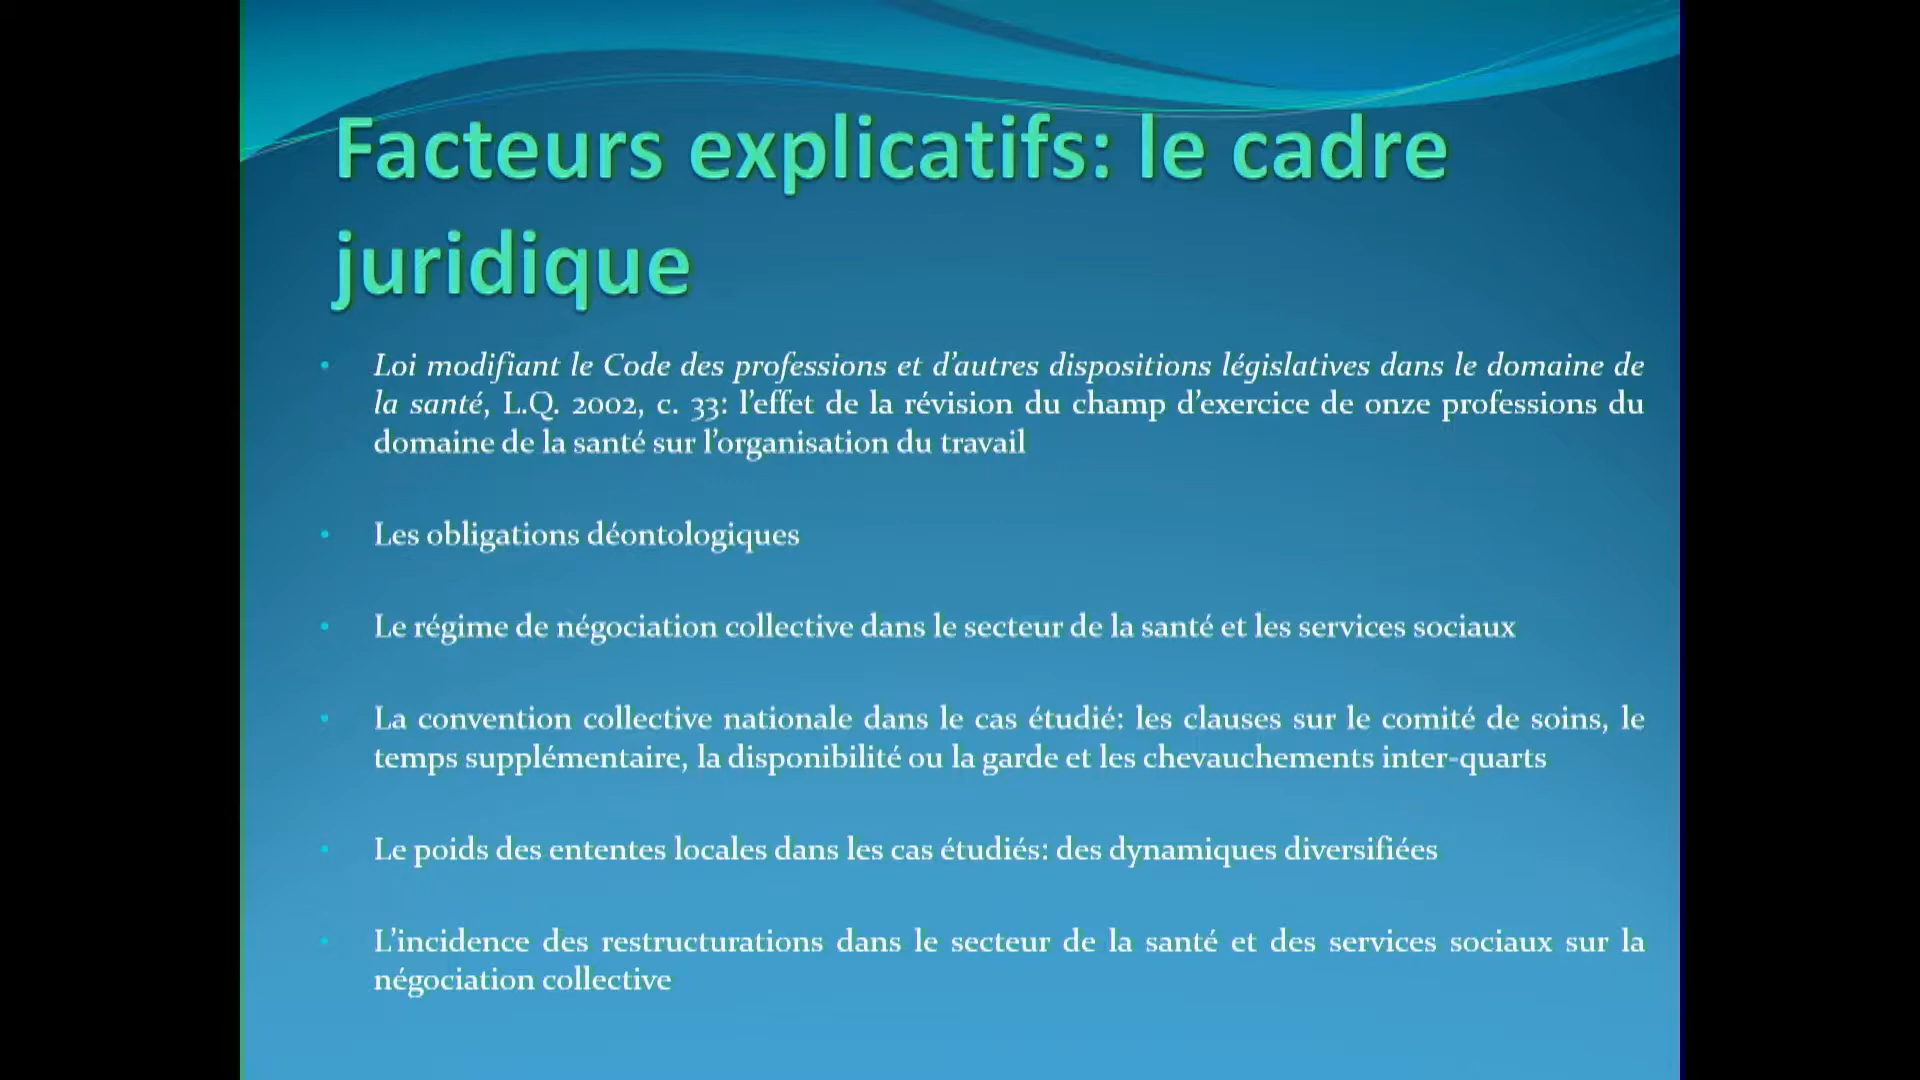 Facteurs explicatifs: le cadre
juridique
• Loi modifiant le Code des professions et d’autres dispositions législatives dans le domaine de
la santé, L.Q. 2002, c. 33: l’effet de la révision du champ d’exercice de onze professions du
domaine de la santé sur l’organisation du travail
• Les obligations déontologiques
• Le régime de négociation collective dans le secteur de la santé et les services sociaux
• La convention collective nationale dans le cas étudié: les clauses sur le comité de soins, le
temps supplémentaire, la disponibilité ou la garde et les chevauchements inter-quarts
• Le poids des ententes locales dans les cas étudiés: des dynamiques diversifiées
• L’incidence des restructurations dans le secteur de la santé et des services sociaux sur la
négociation collective